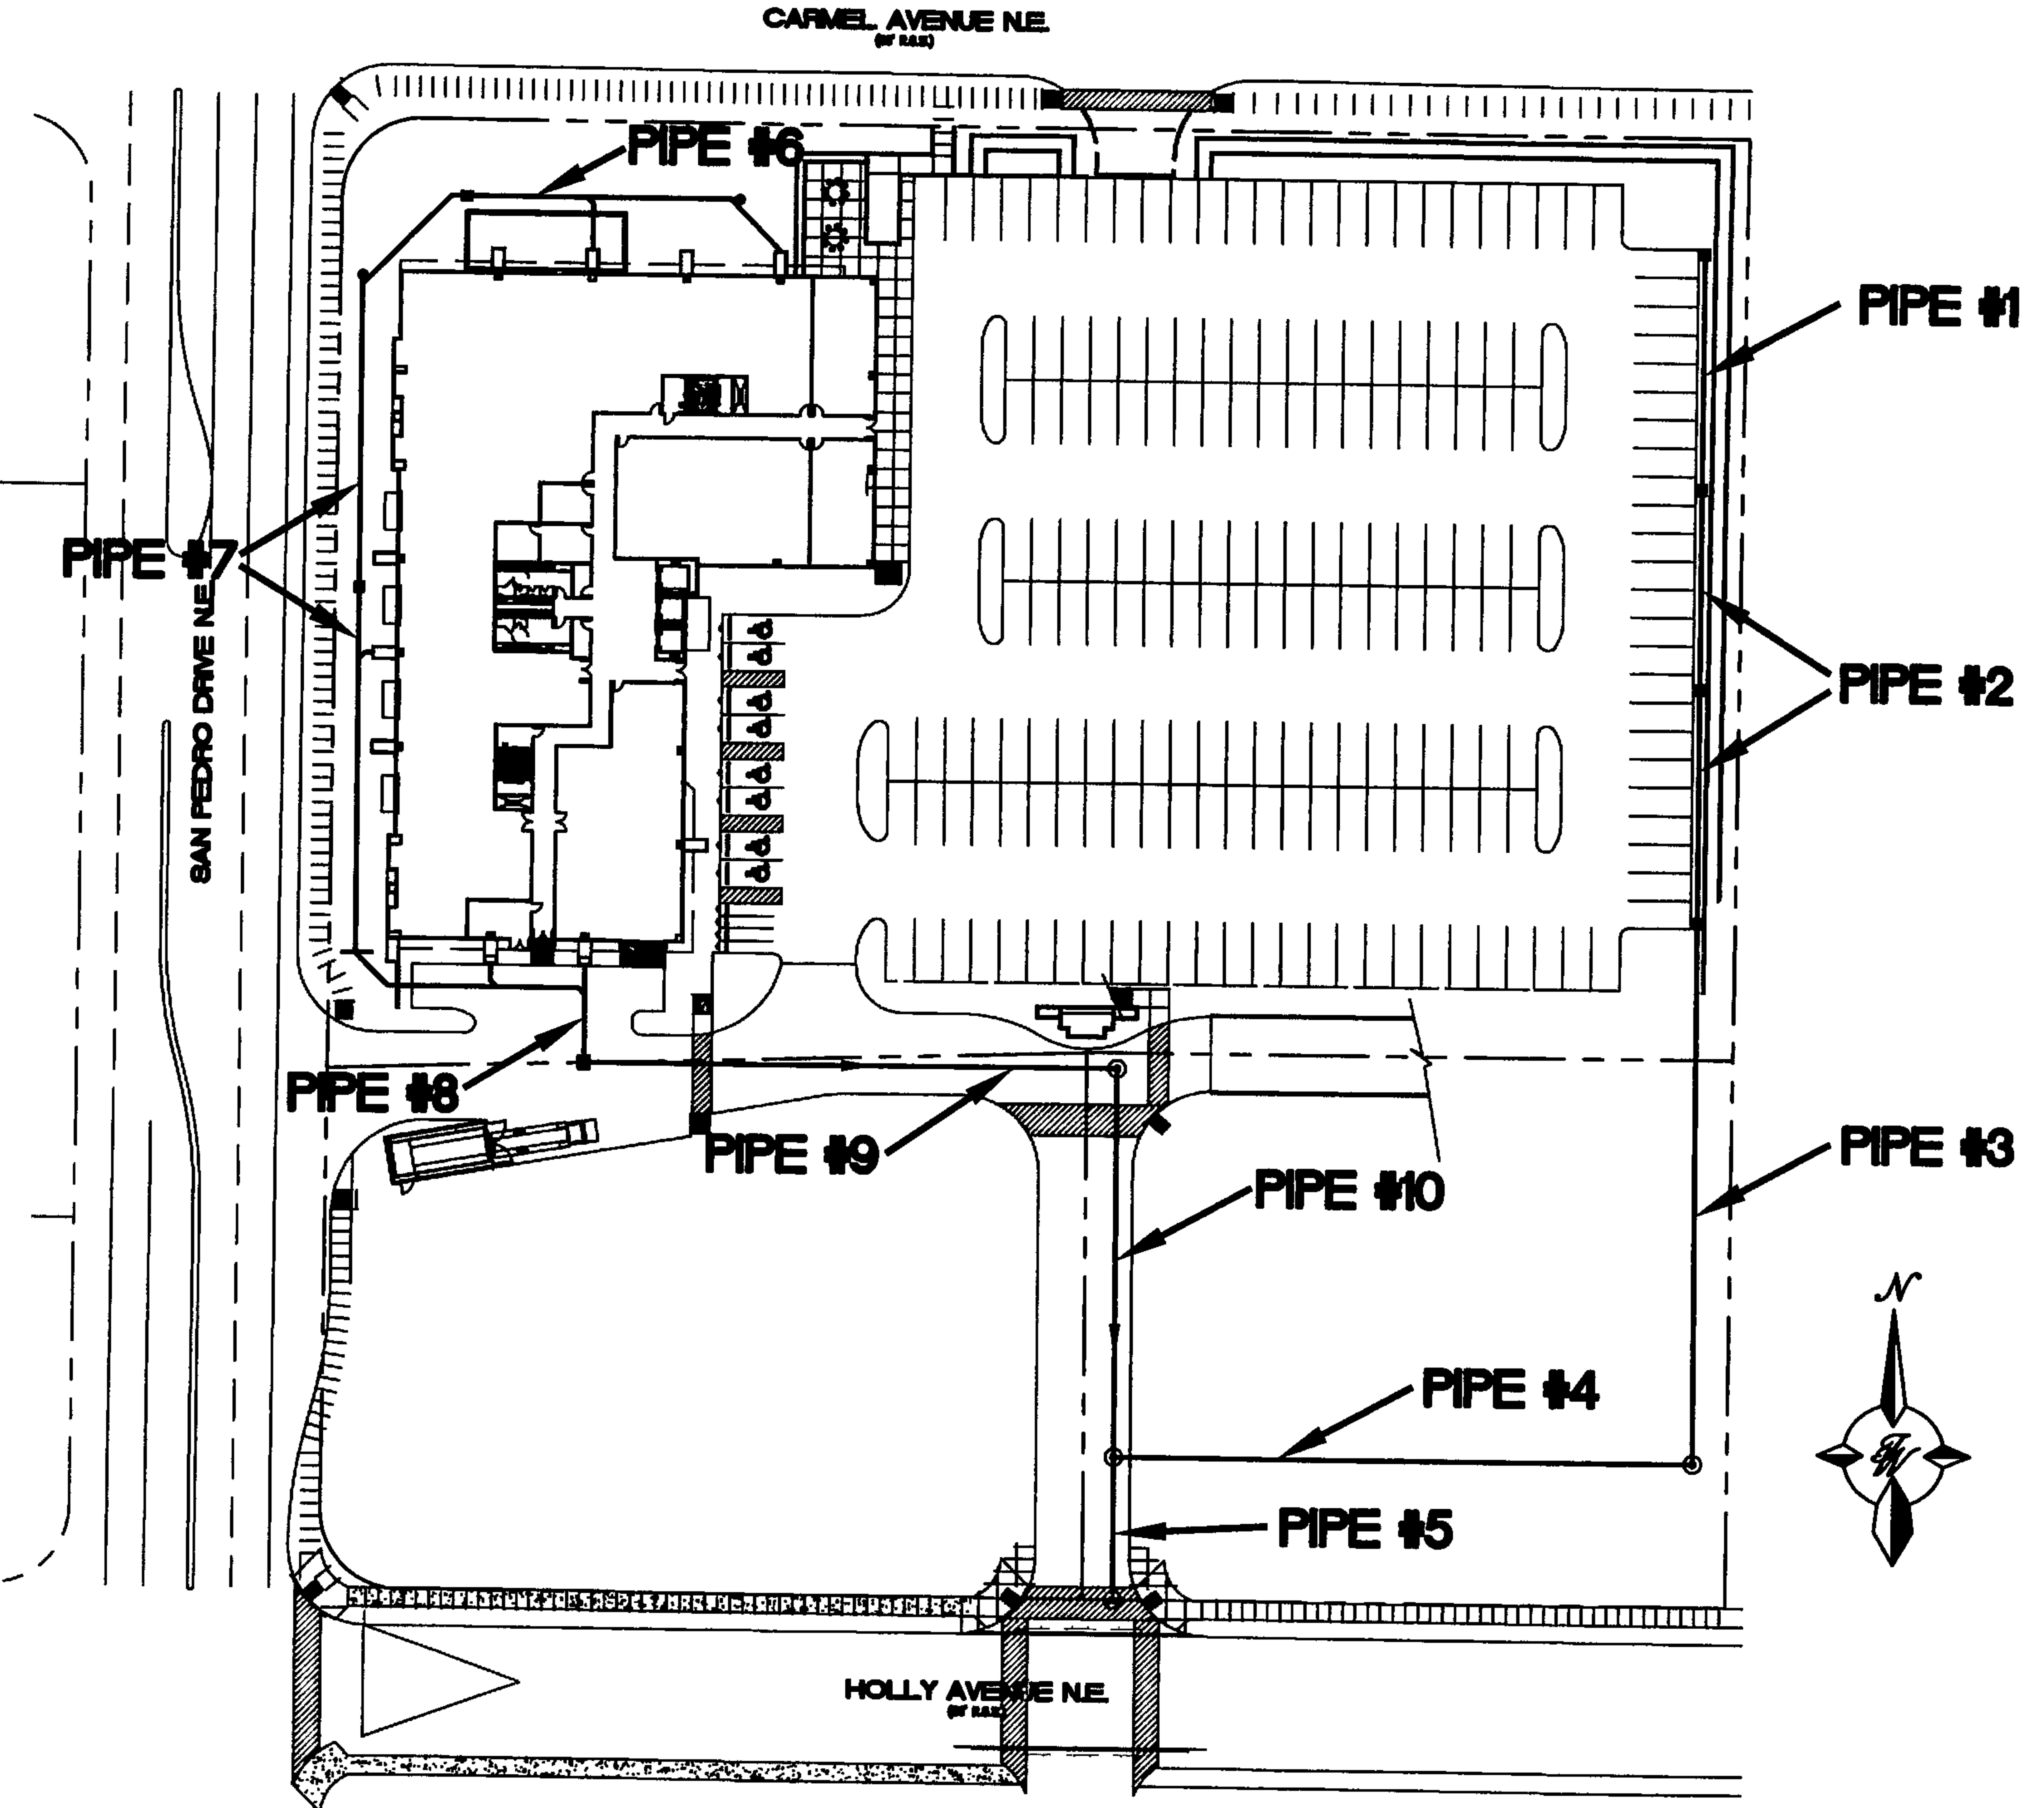 CARMEL AVENUE N.E.
PIPE #6
PIPE #1
PIPE #7
SAN PEDRO DRIVE N.E.
PIPE #2
PIPE #8
PIPE #9
PIPE #3
PIPE #10
N
PIPE #4
PIPE #5
HOLLY AVENUE N.E.